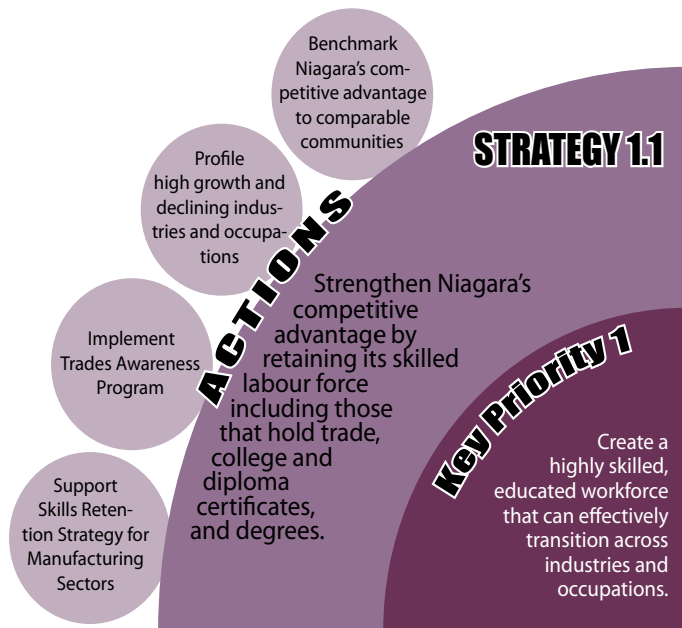 Benchmark
Niagara's com-
petitive advantage
to comparable
communities
Profile
high growth and
declining indus-
tries and occupa-
tions
Implement
Trades Awareness
Program
Support
Skills Reten-
tion Strategy for
Manufacturing
Sectors
ACTIONS
STRATEGY 1.1
Strengthen Niagara's
competitive
advantage by
retaining its skilled
labour force
including those
that hold trade,
college and
diploma
certificates,
and degrees.
Key Priority 1
Create a
highly skilled,
educated workforce
that can effectively
transition across
industries and
occupations.